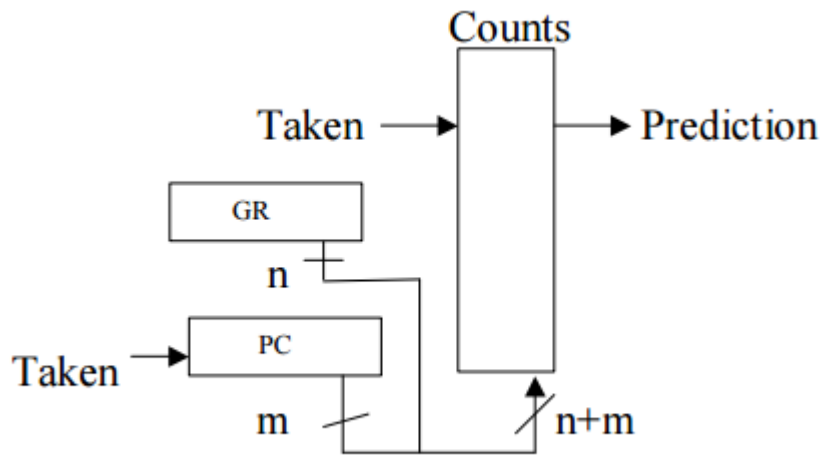 Counts
Taken
Prediction
GR
n
PC
Taken
m
n+m